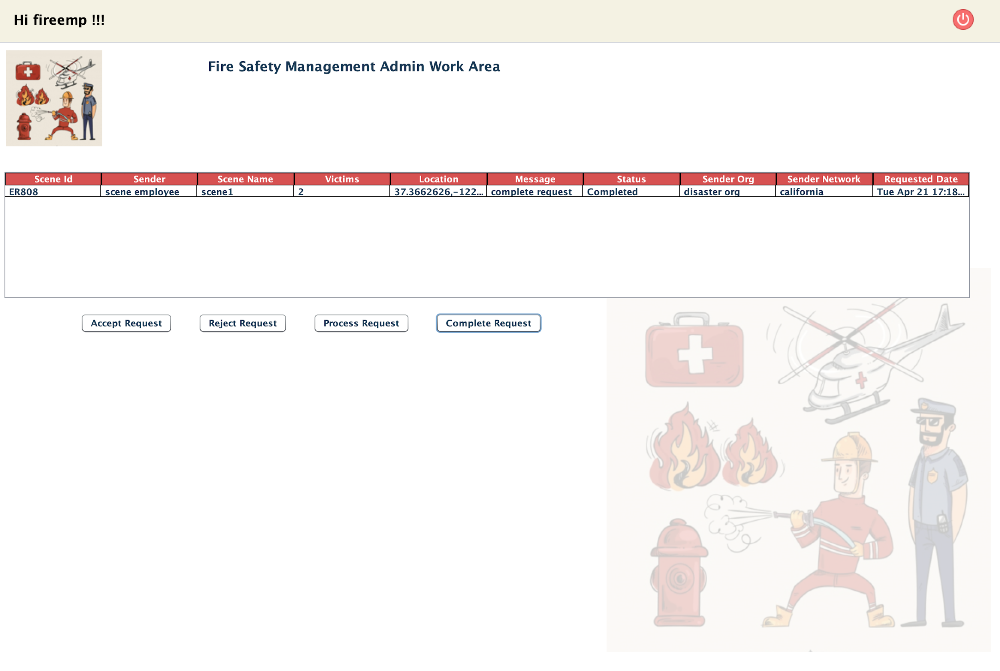 Hi fireemp !!!
Fire Safety Management Admin Work Area
Scene Id Sender Scene Name Victims Location Message Status Sender Org Sender Network Requested Date
ER808 scene employee scene1 2 37.3662626,-122... complete request Completed disaster org california Tue Apr 21 17:18...
Accept Request Reject Request Process Request Complete Request